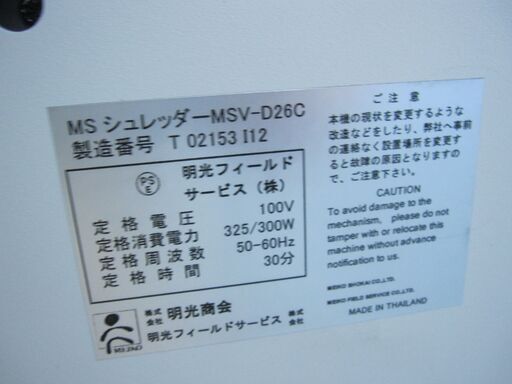 MS シュレッダーMSV-D26C
製造番号 T 02153 I12
PSE
明光フィールド
サービス（株）
定格電圧 100V
定格消費電力 325/300W
定格周波数 50-60Hz
定格時間 30分
株式会社 明光商会
株式会社 明光フィールドサービス
ご注意
本機の現状を変更するような
改造などをしたり、弊社へ事前
の連絡なく設置場所を変更す
ると故障の原因となりますので
CAUTION
To avoid damage to the
mechanism, please do not
tamper with or relocate this
machine without advance
notification to us.
MEIKO SHOKAI CO.,LTD.
MEIKO FIELD SERVICE CO.,LTD.
MADE IN THAILAND